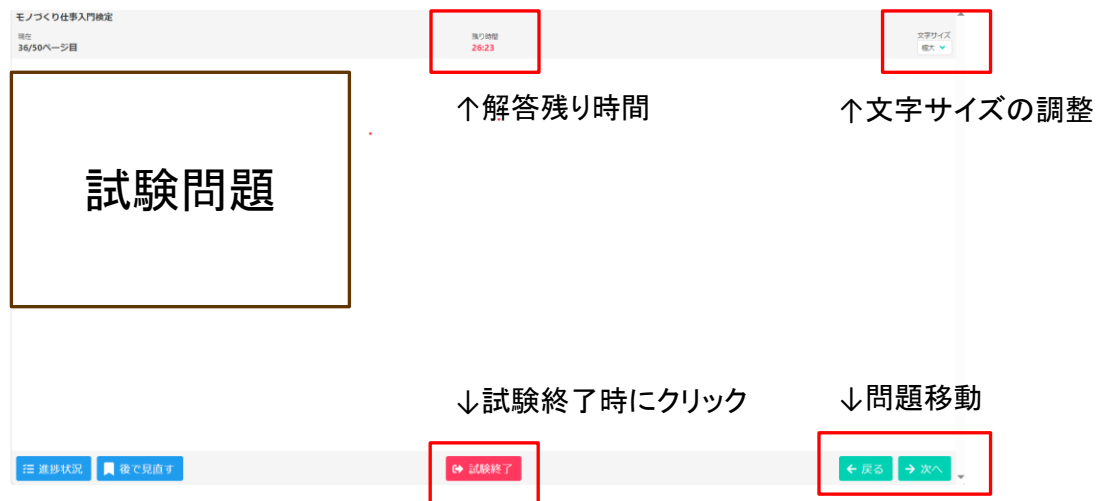 モノづくり仕事入門検定
現在
36/50ページ目
残り時間
26:23
文字サイズ
極大
↑解答残り時間
↑文字サイズの調整
試験問題
↓試験終了時にクリック
↓問題移動
進捗状況
後で見直す
試験終了
← 戻る
→ 次へ